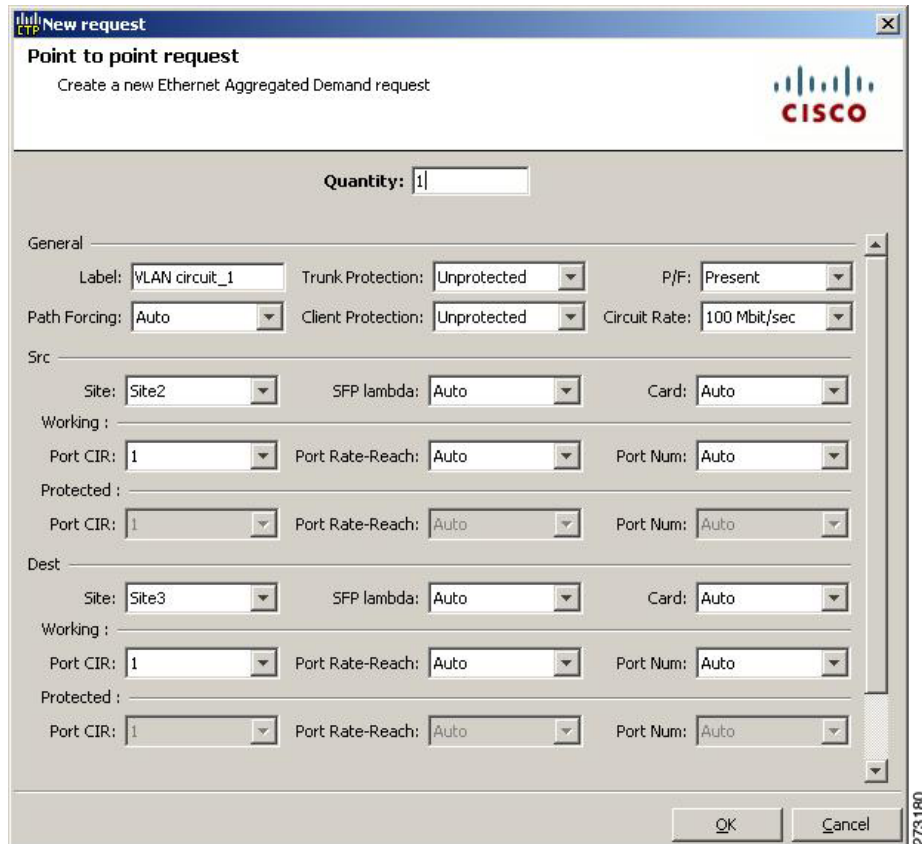 CTP New request
Point to point request
Create a new Ethernet Aggregated Demand request
CISCO
Quantity: 1
General
Label: VLAN circuit_1 Trunk Protection: Unprotected P/F: Present
Path Forcing: Auto Client Protection: Unprotected Circuit Rate: 100 Mbit/sec
Src
Site: Site2 SFP lambda: Auto Card: Auto
Working :
Port CIR: 1 Port Rate-Reach: Auto Port Num: Auto
Protected :
Port CIR: 1 Port Rate-Reach: Auto Port Num: Auto
Dest
Site: Site3 SFP lambda: Auto Card: Auto
Working :
Port CIR: 1 Port Rate-Reach: Auto Port Num: Auto
Protected :
Port CIR: 1 Port Rate-Reach: Auto Port Num: Auto
OK Cancel
273180